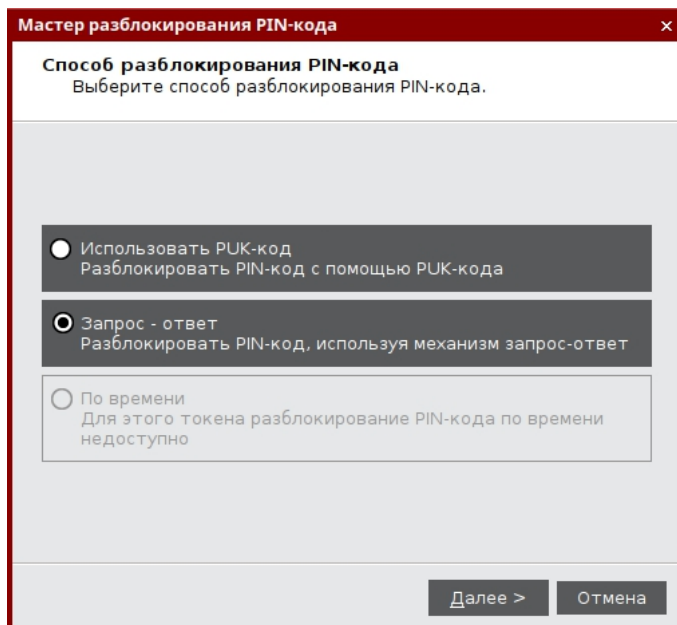 Мастер разблокирования PIN-кода ×
Способ разблокирования PIN-кода
Выберите способ разблокирования PIN-кода.
Использовать PUK-код
Разблокировать PIN-код с помощью PUK-кода
Запрос - ответ
Разблокировать PIN-код, используя механизм запрос-ответ
По времени
Для этого токена разблокирование PIN-кода по времени
недоступно
Далее > Отмена